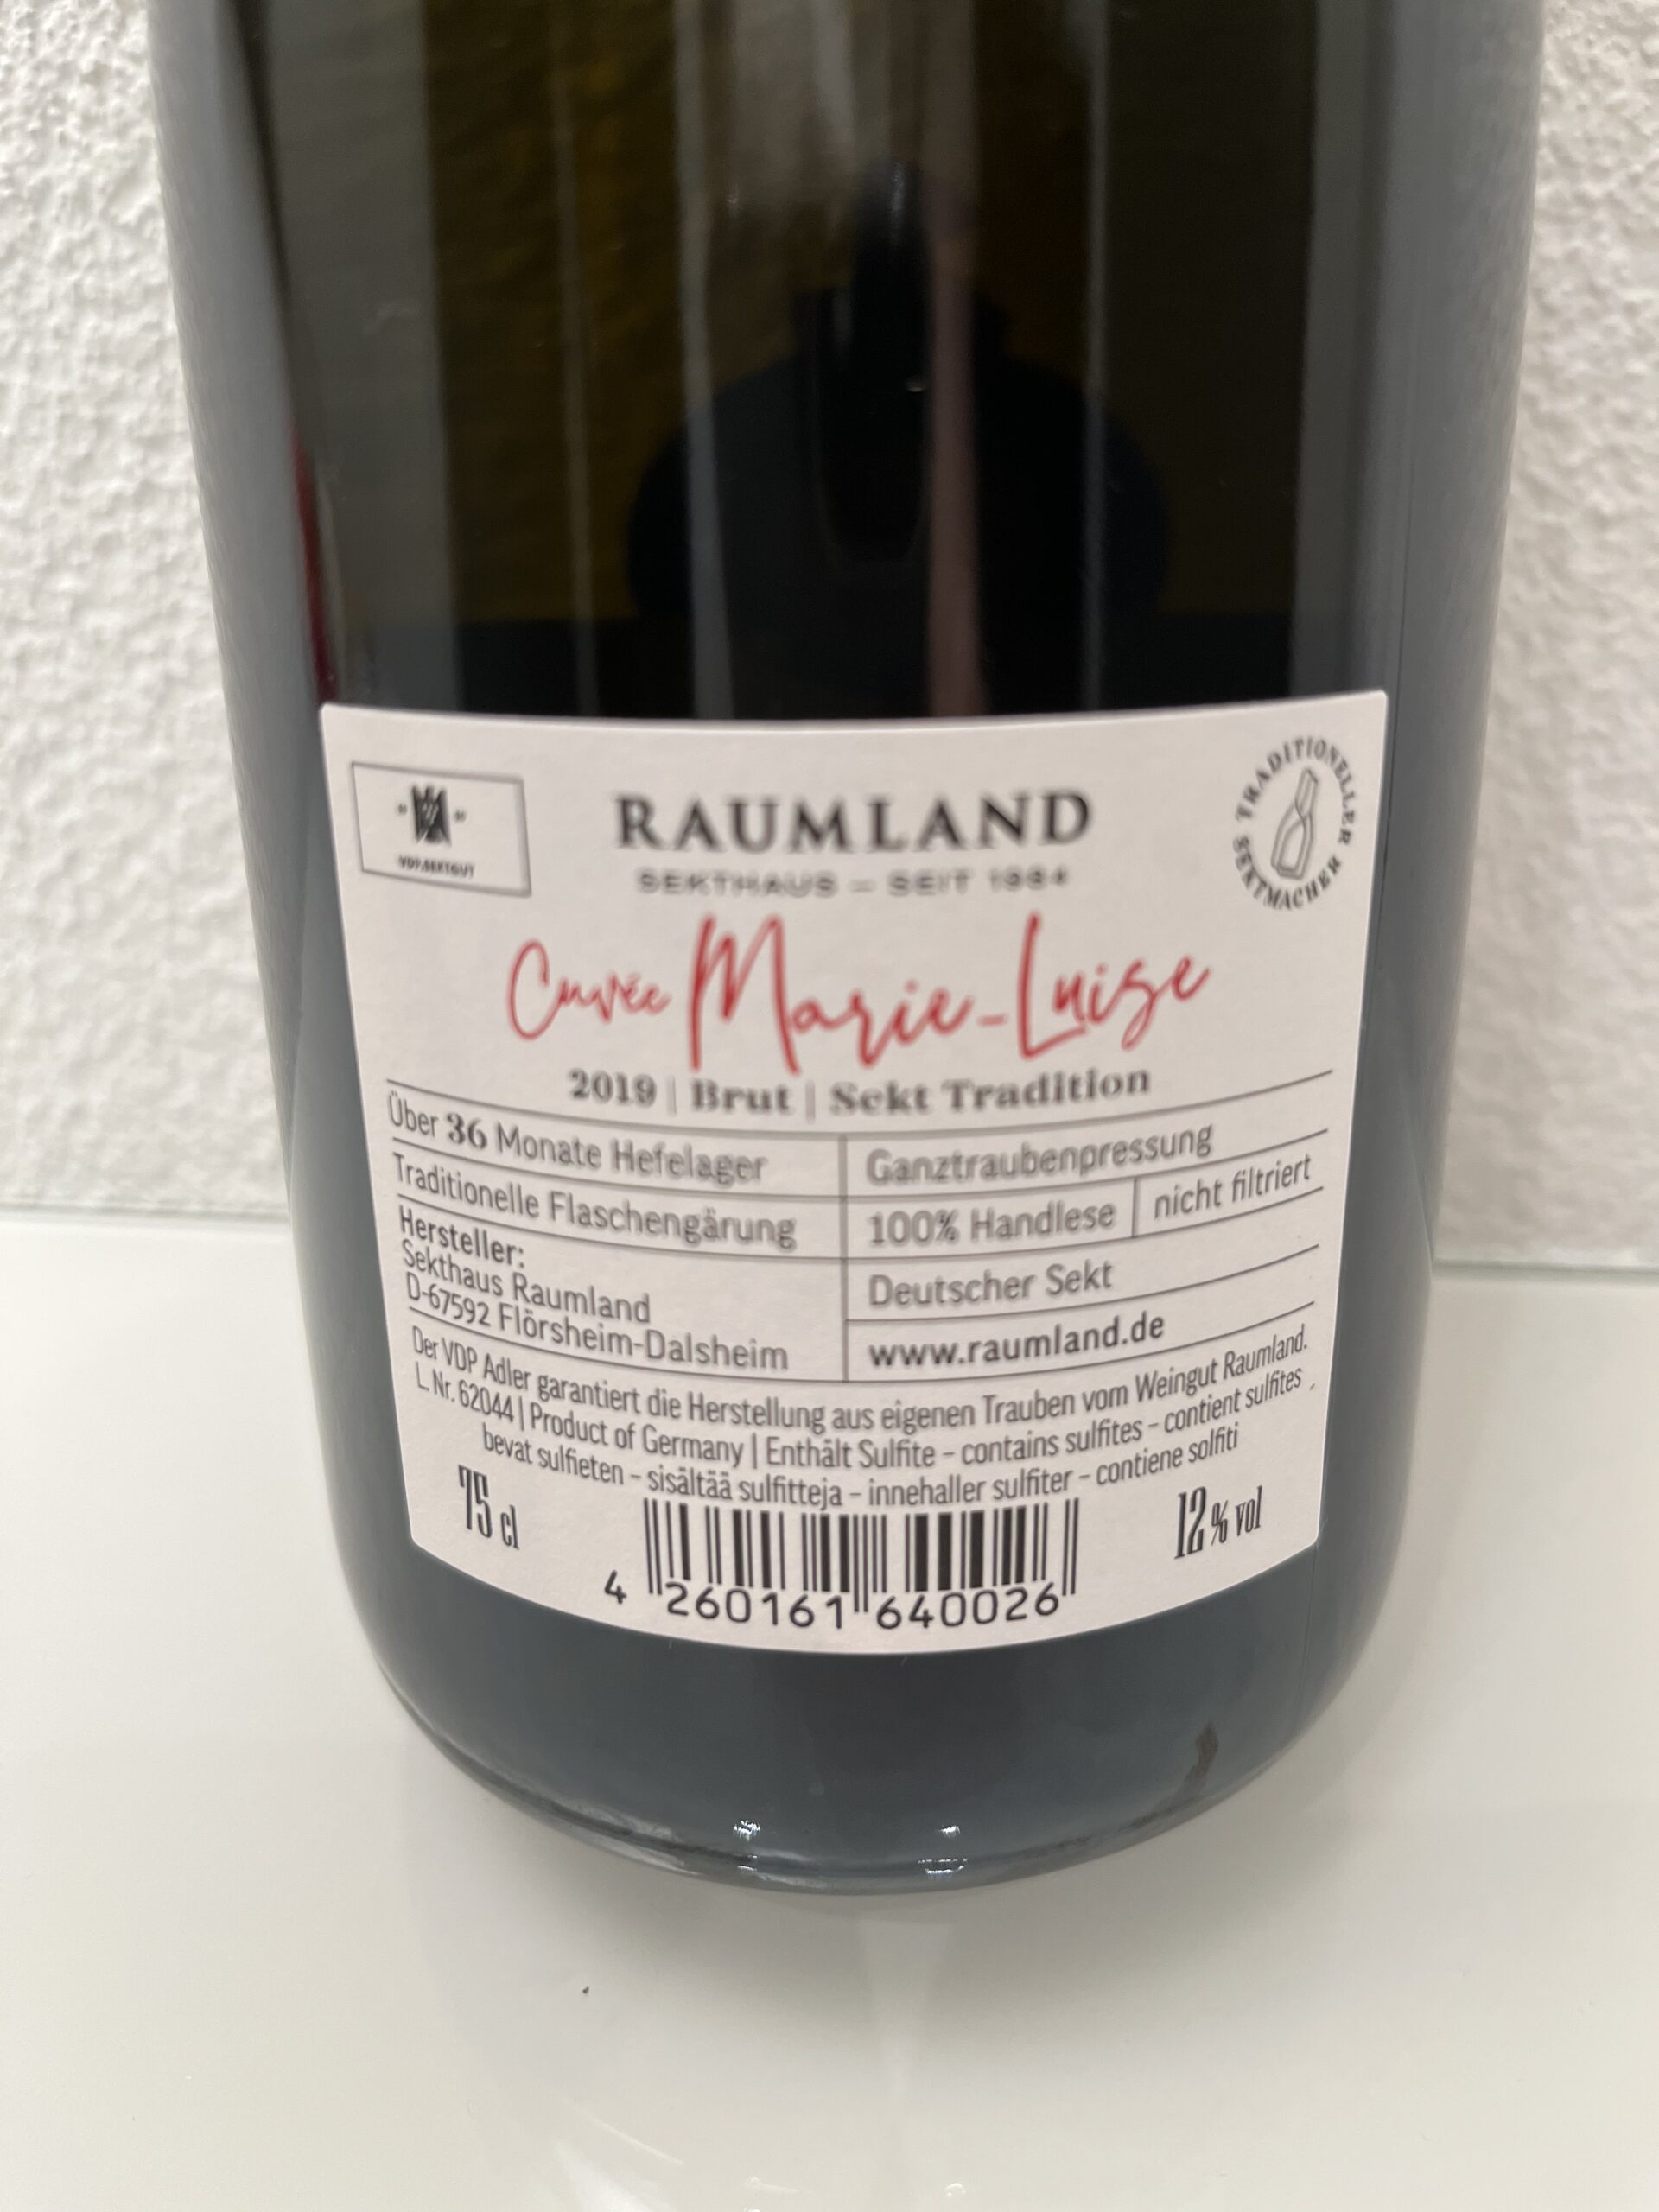 VDP.SEKTGUT
RAUMLAND
SEKTHAUS – SEIT 1984
TRADITIONELLER SEKTMACHER
Cuvée Marie-Luise
2019 | Brut | Sekt Tradition
Über 36 Monate Hefelager
Ganztraubenpressung
Traditionelle Flaschengärung
100% Handlese | nicht filtriert
Hersteller:
Sekthaus Raumland
D-67592 Flörsheim-Dalsheim
Deutscher Sekt
www.raumland.de
Der VDP Adler garantiert die Herstellung aus eigenen Trauben vom Weingut Raumland.
L Nr. 62044 | Product of Germany | Enthält Sulfite – contains sulfites – contient sulfites
bevat sulfieten – sisältää sulfitteja – innehaller sulfiter – contiene solfiti
75 cl
12% vol
4 260161 640026